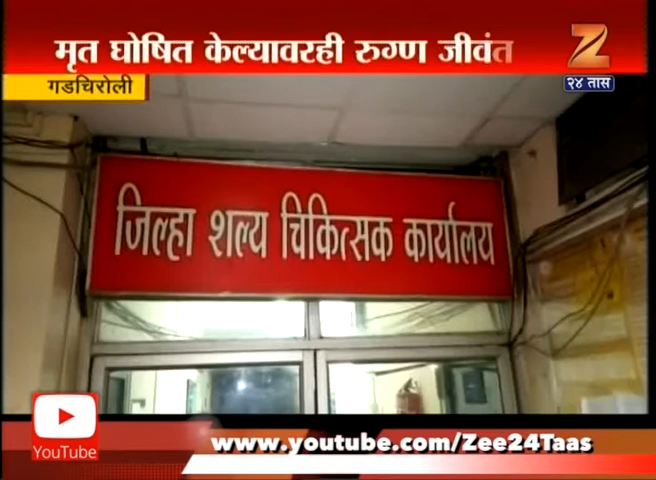 मृत घोषित केल्यावरही रुग्ण जीवंत
२४ तास
गडचिरोली
जिल्हा शल्य चिकित्सक कार्यालय
YouTube
www.youtube.com/Zee24Taas